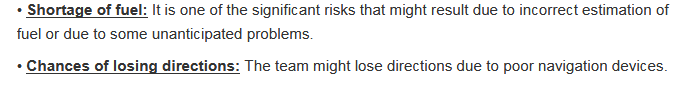 • Shortage of fuel: It is one of the significant risks that might result due to incorrect estimation of
fuel or due to some unanticipated problems.
• Chances of losing directions: The team might lose directions due to poor navigation devices.